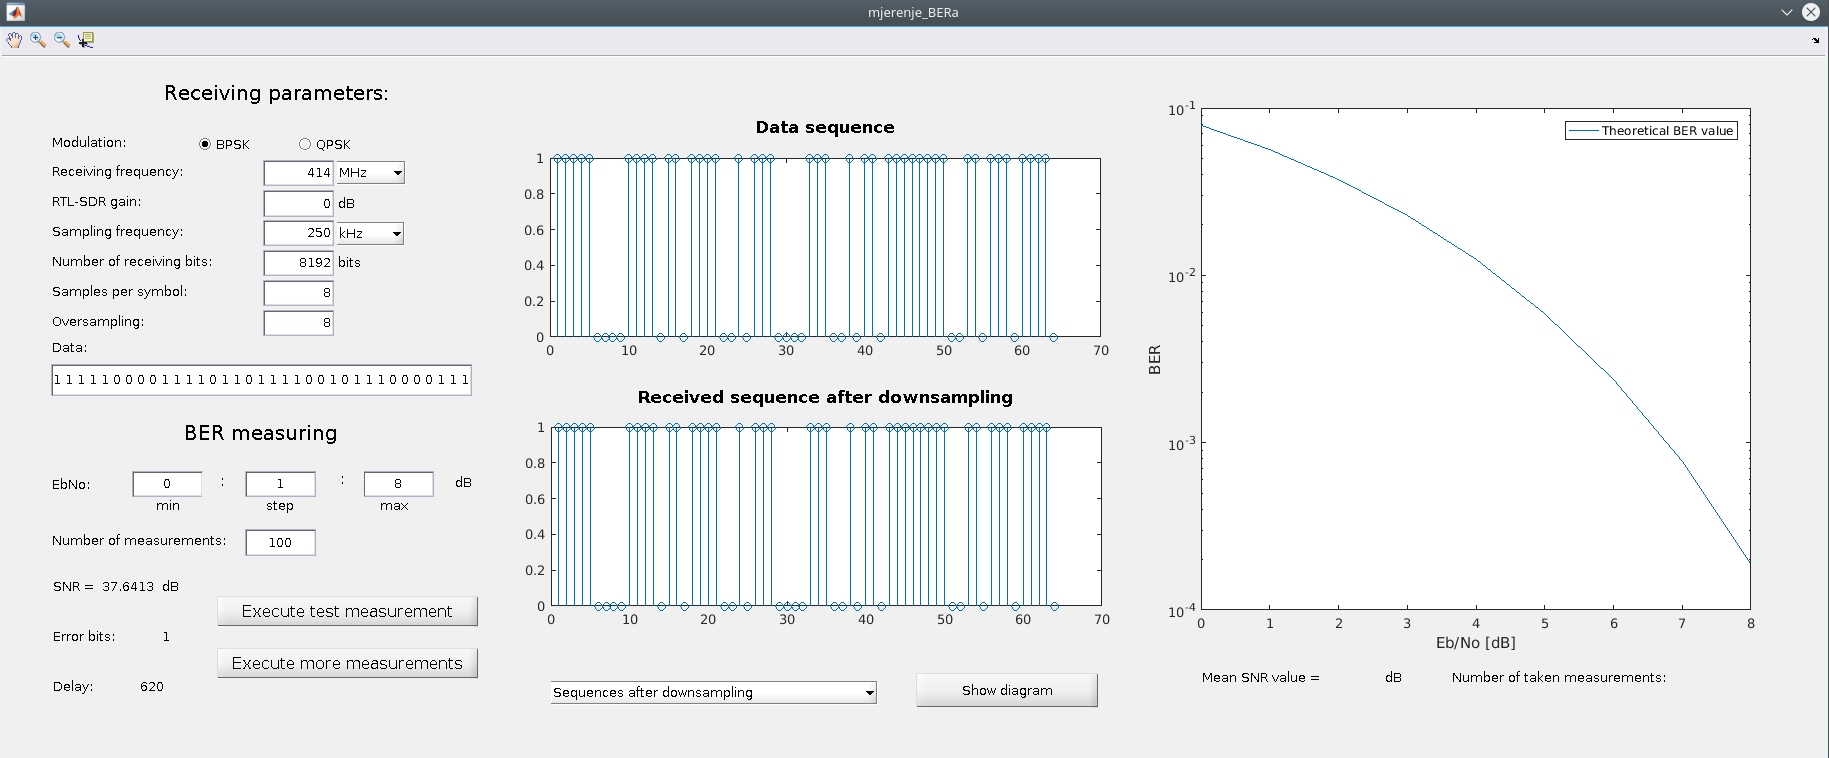 mjerenje_BERa
Receiving parameters:
Modulation: BPSK QPSK
Receiving frequency: 414 MHz
RTL-SDR gain: 0 dB
Sampling frequency: 250 kHz
Number of receiving bits: 8192 bits
Samples per symbol: 8
Oversampling: 8
Data:
1 1 1 1 1 0 0 0 0 1 1 1 1 0 1 1 0 1 1 1 1 0 0 1 0 1 1 1 0 0 0 0 1 1 1
BER measuring
EbNo: 0 : 1 : 8 dB
min step max
Number of measurements: 100
SNR = 37.6413 dB
Execute test measurement
Error bits: 1
Execute more measurements
Delay: 620
Data sequence
1
0.8
0.6
0.4
0.2
0
0 10 20 30 40 50 60 70
Received sequence after downsampling
1
0.8
0.6
0.4
0.2
0
0 10 20 30 40 50 60 70
Sequences after downsampling
Show diagram
Theoretical BER value
10-1
10-2
10-3
10-4
BER
0 1 2 3 4 5 6 7 8
Eb/No [dB]
Mean SNR value = dB Number of taken measurements: